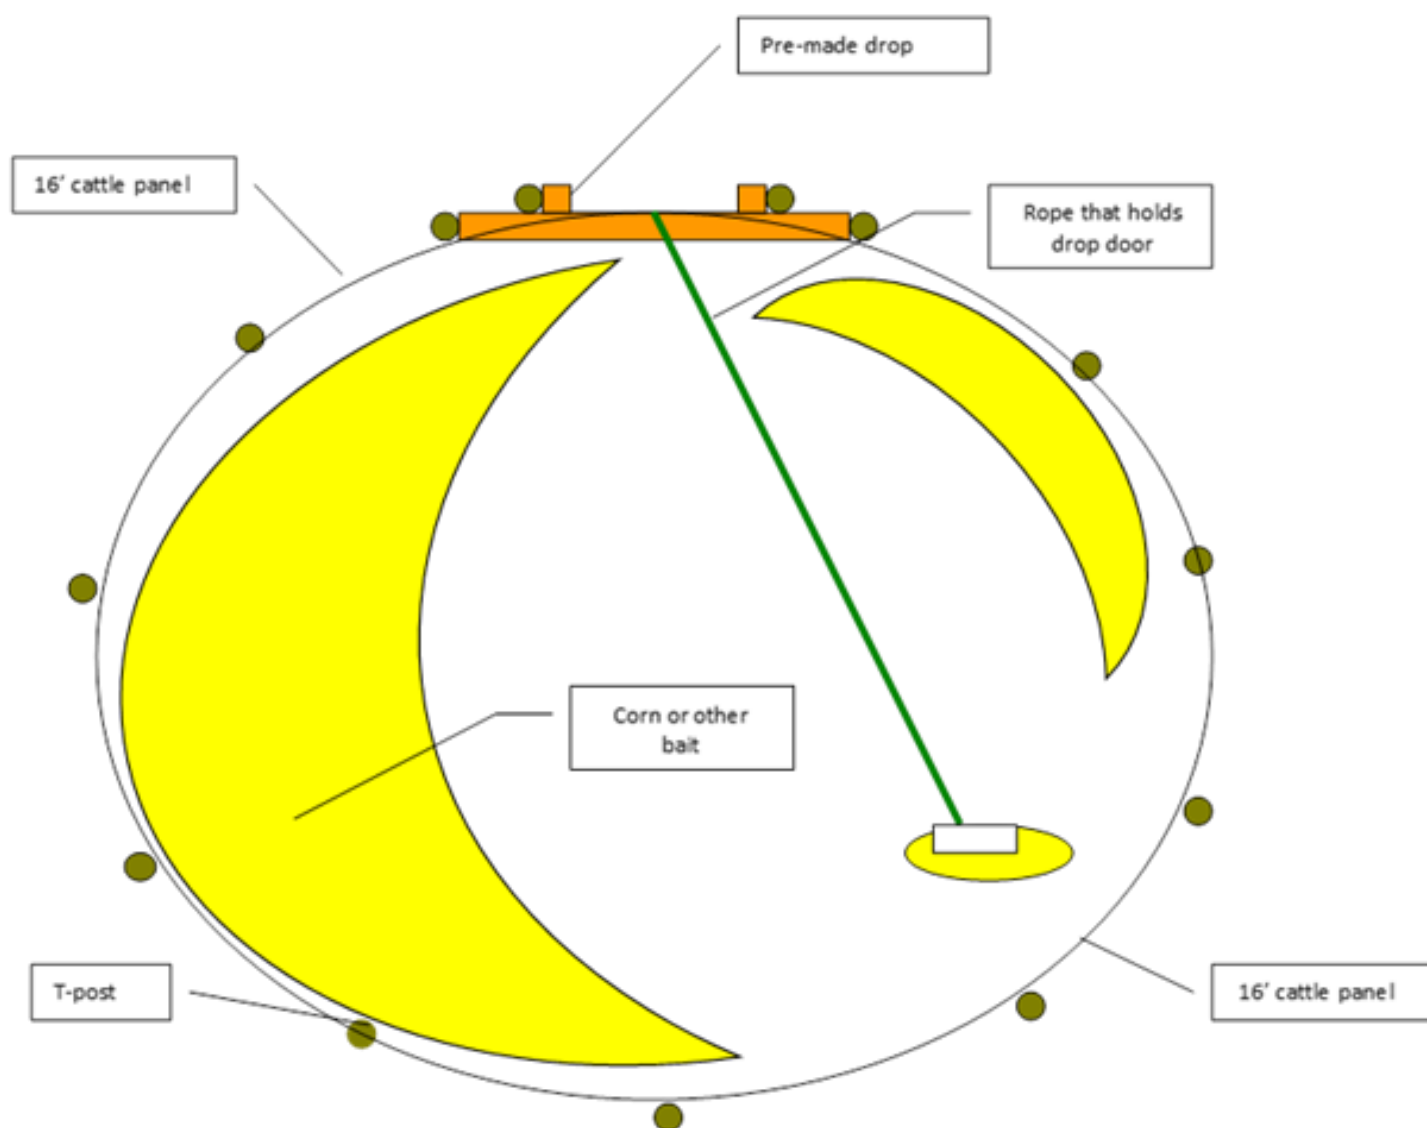 Pre-made drop
16' cattle panel
Rope that holds
drop door
Corn or other
bait
T-post
16' cattle panel